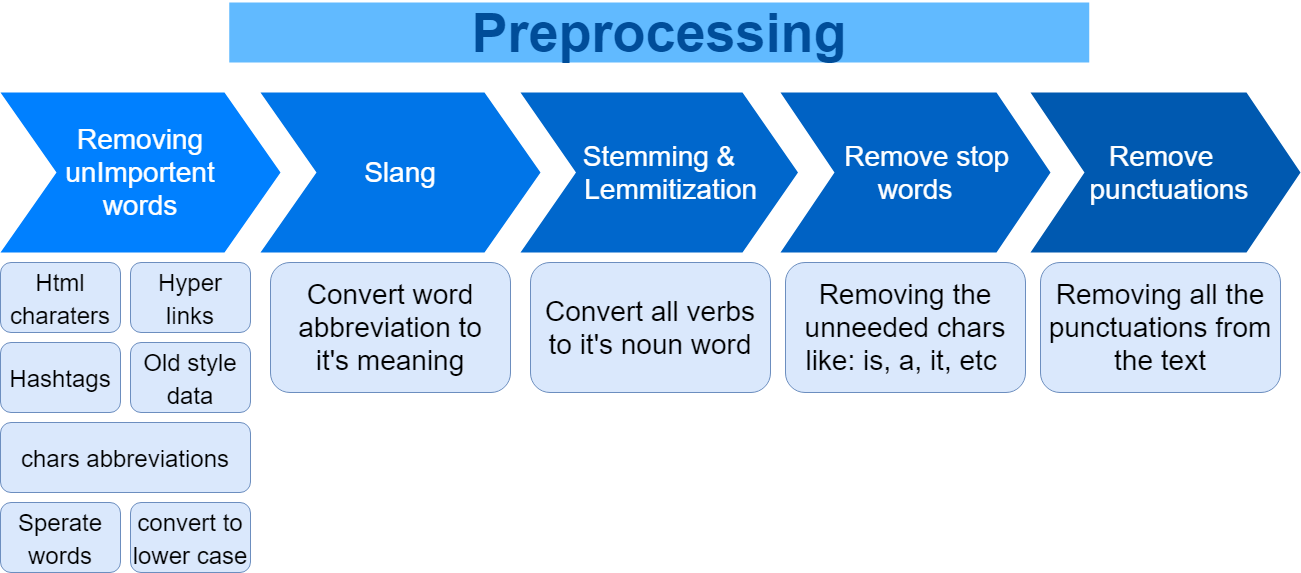 Preprocessing
Removing
unImportent
words
Slang
Stemming &
Lemmitization
Remove stop
words
Remove
punctuations
Html
charaters
Hyper
links
Hashtags
Old style
data
chars abbreviations
Sperate
words
convert to
lower case
Convert word
abbreviation to
it's meaning
Convert all verbs
to it's noun word
Removing the
unneeded chars
like: is, a, it, etc
Removing all the
punctuations from
the text